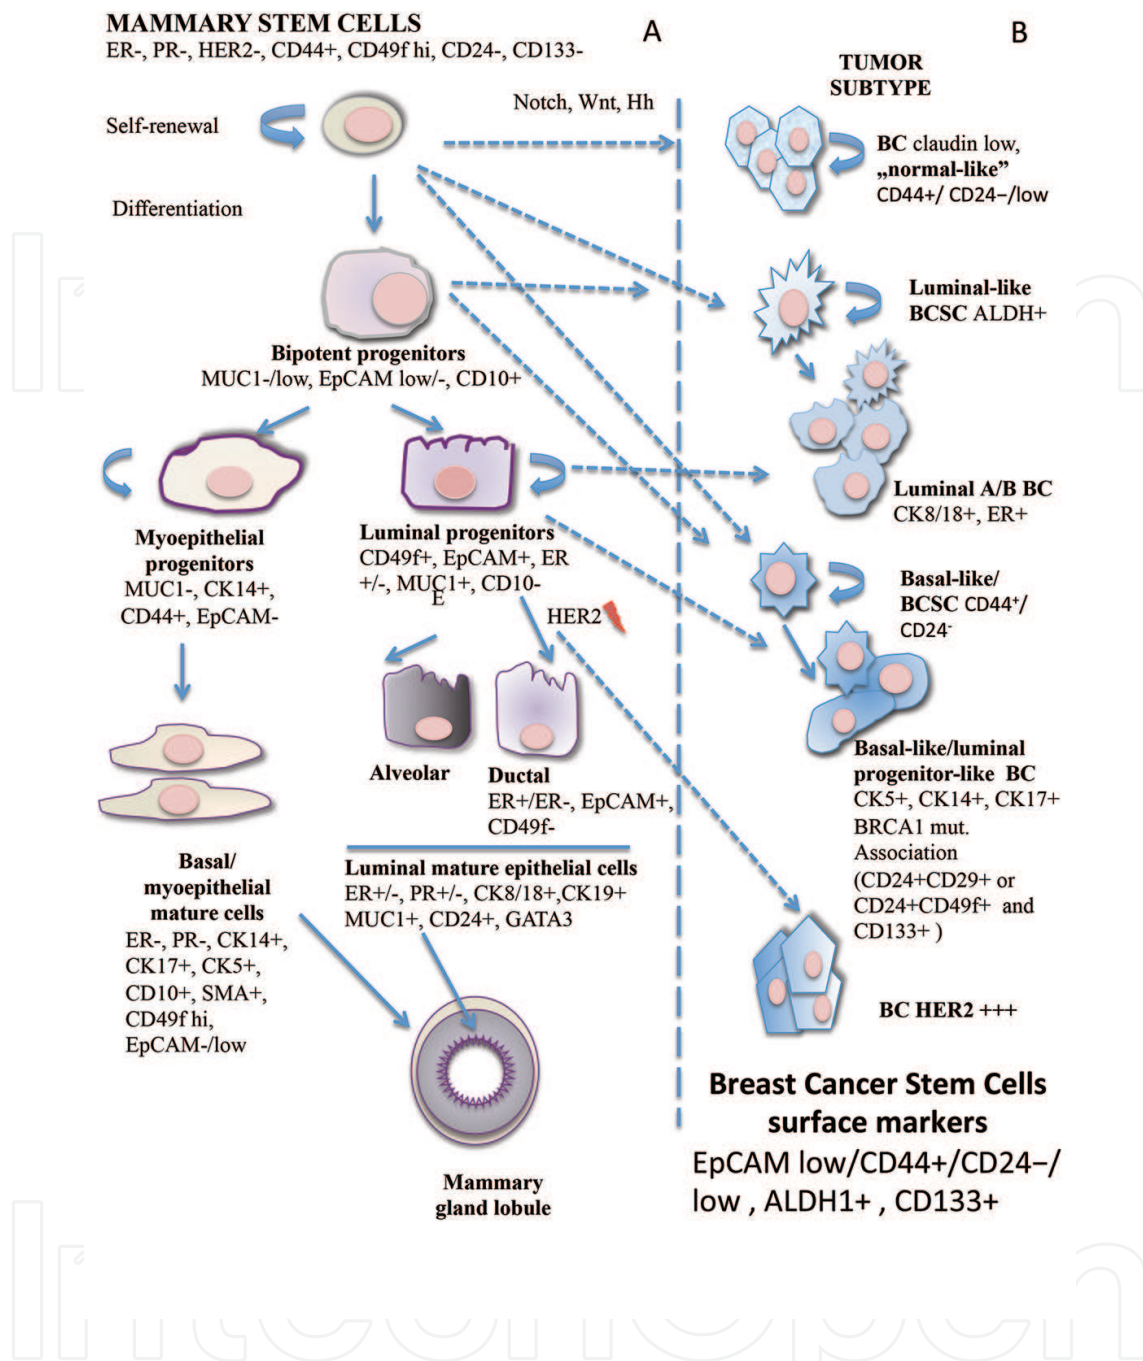 MAMMARY STEM CELLS
ER-, PR-, HER2-, CD44+, CD49f hi, CD24-, CD133-
A
B
Notch, Wnt, Hh
Self-renewal
Differentiation
Bipotent progenitors
MUC1-/low, EpCAM low/-, CD10+
Myoepithelial
progenitors
MUC1-, CK14+,
CD44+, EpCAM-
Luminal progenitors
CD49f+, EpCAM+, ER
+/-, MUC1+, CD10-
E
HER2
Alveolar
Ductal
ER+/ER-, EpCAM+,
CD49f-
Basal/
myoepithelial
mature cells
ER-, PR-, CK14+,
CK17+, CK5+,
CD10+, SMA+,
CD49f hi,
EpCAM-/low
Luminal mature epithelial cells
ER+/-, PR+/-, CK8/18+,CK19+
MUC1+, CD24+, GATA3
Mammary
gland lobule
TUMOR
SUBTYPE
BC claudin low,
„normal-like”
CD44+/ CD24−/low
Luminal-like
BCSC ALDH+
Luminal A/B BC
CK8/18+, ER+
Basal-like/
BCSC CD44⁺/
CD24⁻
Basal-like/luminal
progenitor-like BC
CK5+, CK14+, CK17+
BRCA1 mut.
Association
(CD24+CD29+ or
CD24+CD49f+ and
CD133+ )
BC HER2 +++
Breast Cancer Stem Cells
surface markers
EpCAM low/CD44+/CD24−/
low , ALDH1+ , CD133+